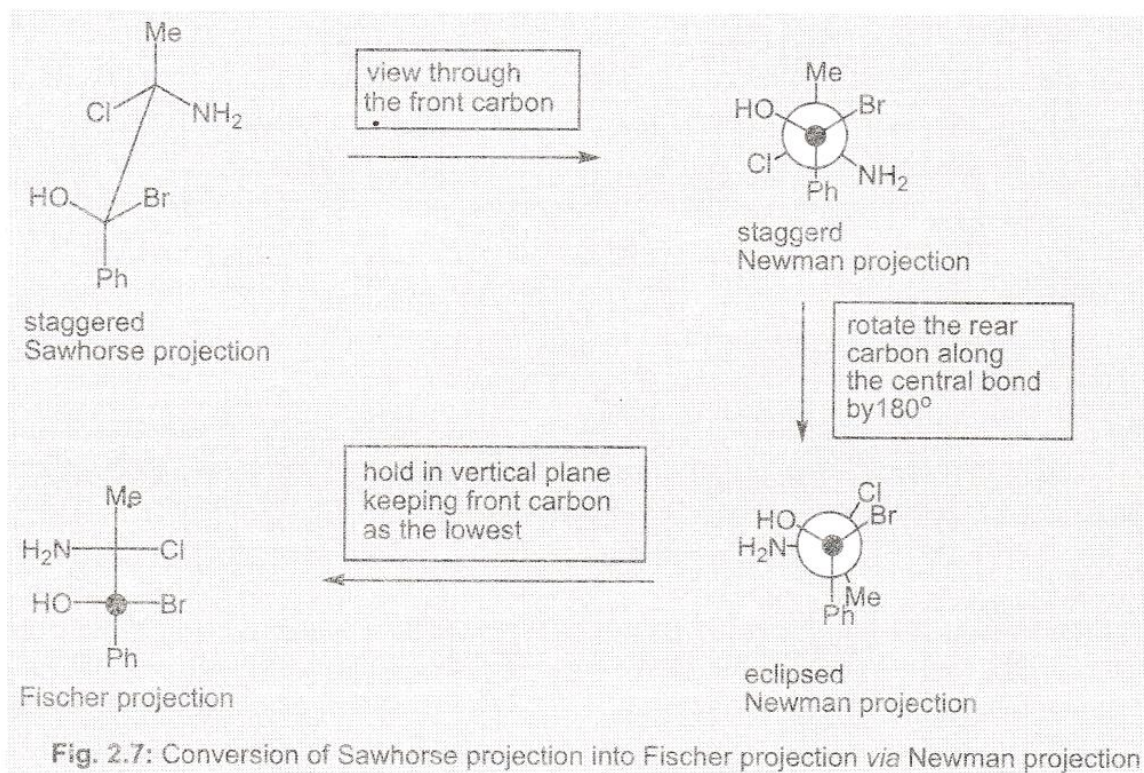 Me
Cl
NH2
HO
Br
Ph
staggered
Sawhorse projection
view through
the front carbon
Me
HO
Br
Cl
NH2
Ph
staggerd
Newman projection
rotate the rear
carbon along
the central bond
by180o
Cl
HO
Br
H2N
Me
Ph
eclipsed
Newman projection
hold in vertical plane
keeping front carbon
as the lowest
Me
H2N
Cl
HO
Br
Ph
Fischer projection
Fig. 2.7: Conversion of Sawhorse projection into Fischer projection via Newman projection